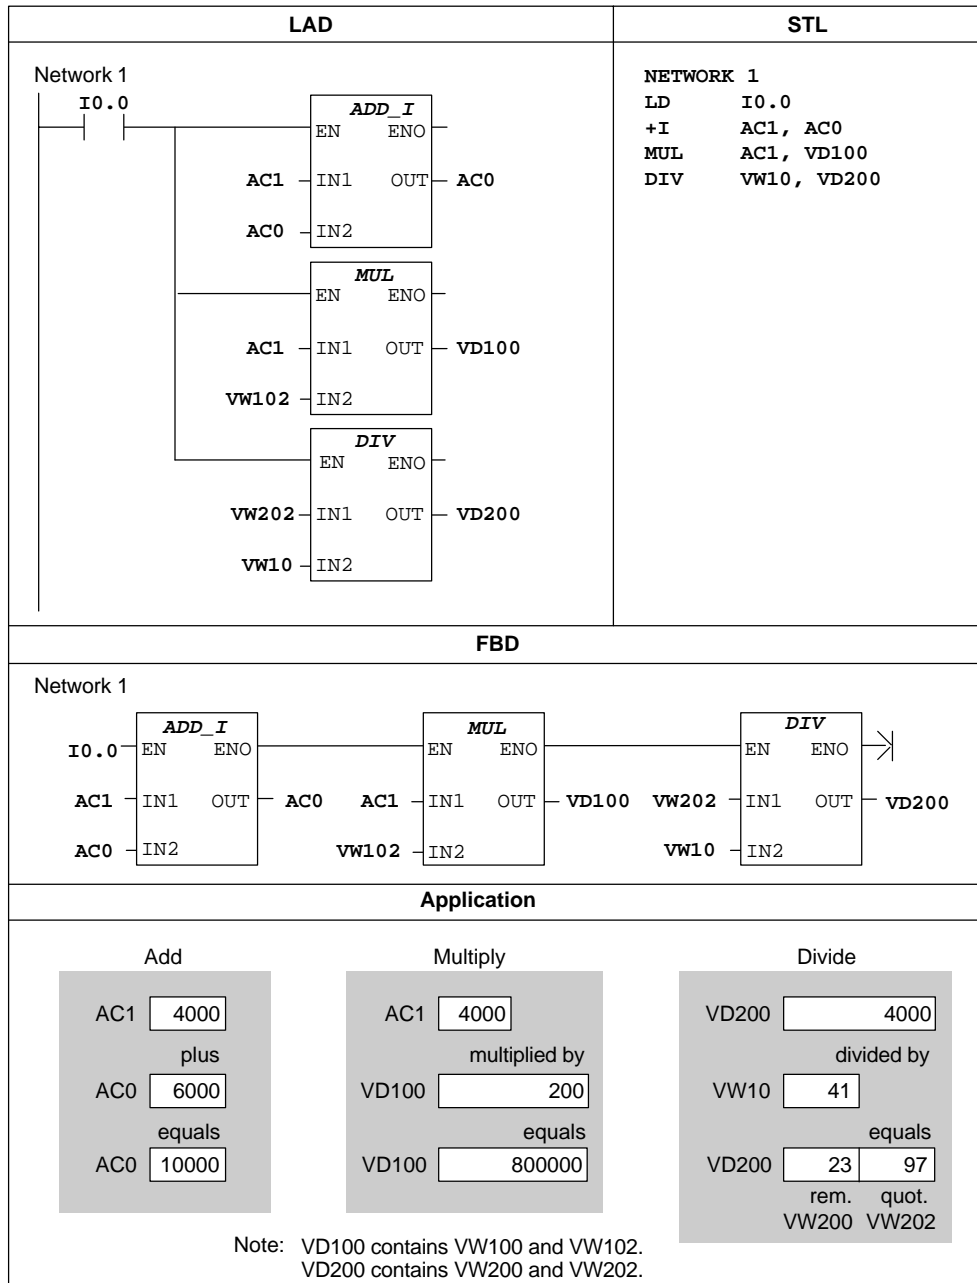 LAD STL
Network 1
I0.0
ADD_I
EN ENO
AC1 IN1 OUT AC0
AC0 IN2
MUL
EN ENO
AC1 IN1 OUT VD100
VW102 IN2
DIV
EN ENO
VW202 IN1 OUT VD200
VW10 IN2
NETWORK 1
LD I0.0
+I AC1, AC0
MUL AC1, VD100
DIV VW10, VD200
FBD
Network 1
ADD_I MUL DIV
I0.0 EN ENO EN ENO EN ENO
AC1 IN1 OUT AC0 AC1 IN1 OUT VD100 VW202 IN1 OUT VD200
AC0 IN2 VW102 IN2 VW10 IN2
Application
Add
AC1 4000
plus
AC0 6000
equals
AC0 10000
Multiply
AC1 4000
multiplied by
VD100 200
equals
VD100 800000
Divide
VD200 4000
divided by
VW10 41
equals
VD200 23 97
rem. quot.
VW200 VW202
Note: VD100 contains VW100 and VW102.
VD200 contains VW200 and VW202.